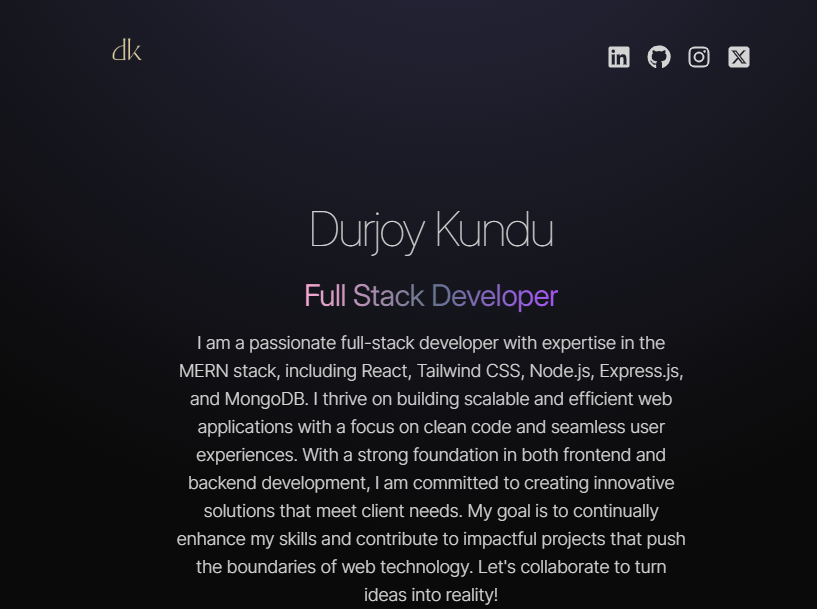 dk
Durjoy Kundu
Full Stack Developer
I am a passionate full-stack developer with expertise in the
MERN stack, including React, Tailwind CSS, Node.js, Express.js,
and MongoDB. I thrive on building scalable and efficient web
applications with a focus on clean code and seamless user
experiences. With a strong foundation in both frontend and
backend development, I am committed to creating innovative
solutions that meet client needs. My goal is to continually
enhance my skills and contribute to impactful projects that push
the boundaries of web technology. Let's collaborate to turn
ideas into reality!